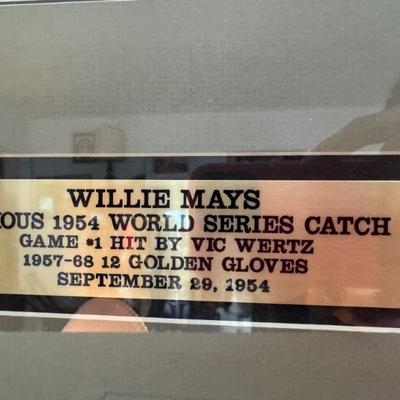 WILLIE MAYS
IOUS 1954 WORLD SERIES CATCH
GAME #1 HIT BY VIC WERTZ
1957-68 12 GOLDEN GLOVES
SEPTEMBER 29, 1954